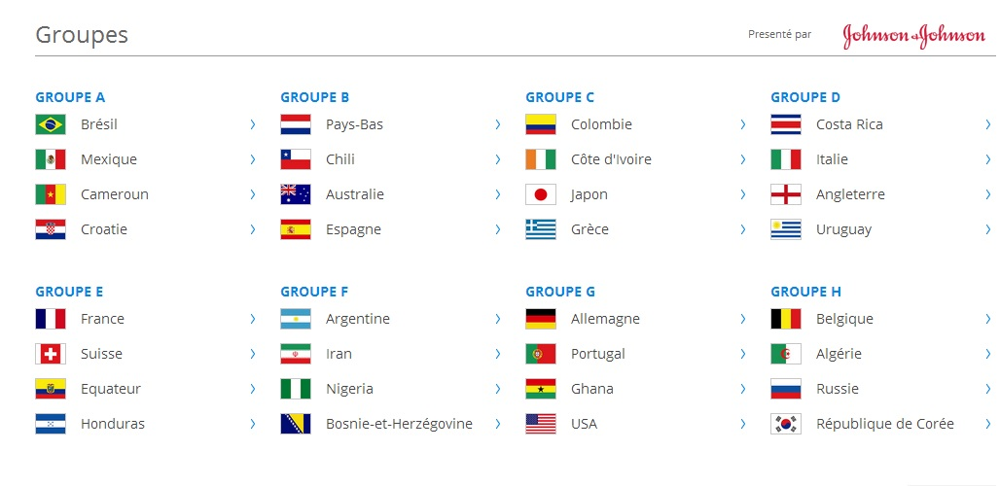 Groupes
Presenté par Johnson & Johnson
GROUPE A
Brésil
Mexique
Cameroun
Croatie
GROUPE B
Pays-Bas
Chili
Australie
Espagne
GROUPE C
Colombie
Côte d'Ivoire
Japon
Grèce
GROUPE D
Costa Rica
Italie
Angleterre
Uruguay
GROUPE E
France
Suisse
Equateur
Honduras
GROUPE F
Argentine
Iran
Nigeria
Bosnie-et-Herzégovine
GROUPE G
Allemagne
Portugal
Ghana
USA
GROUPE H
Belgique
Algérie
Russie
République de Corée